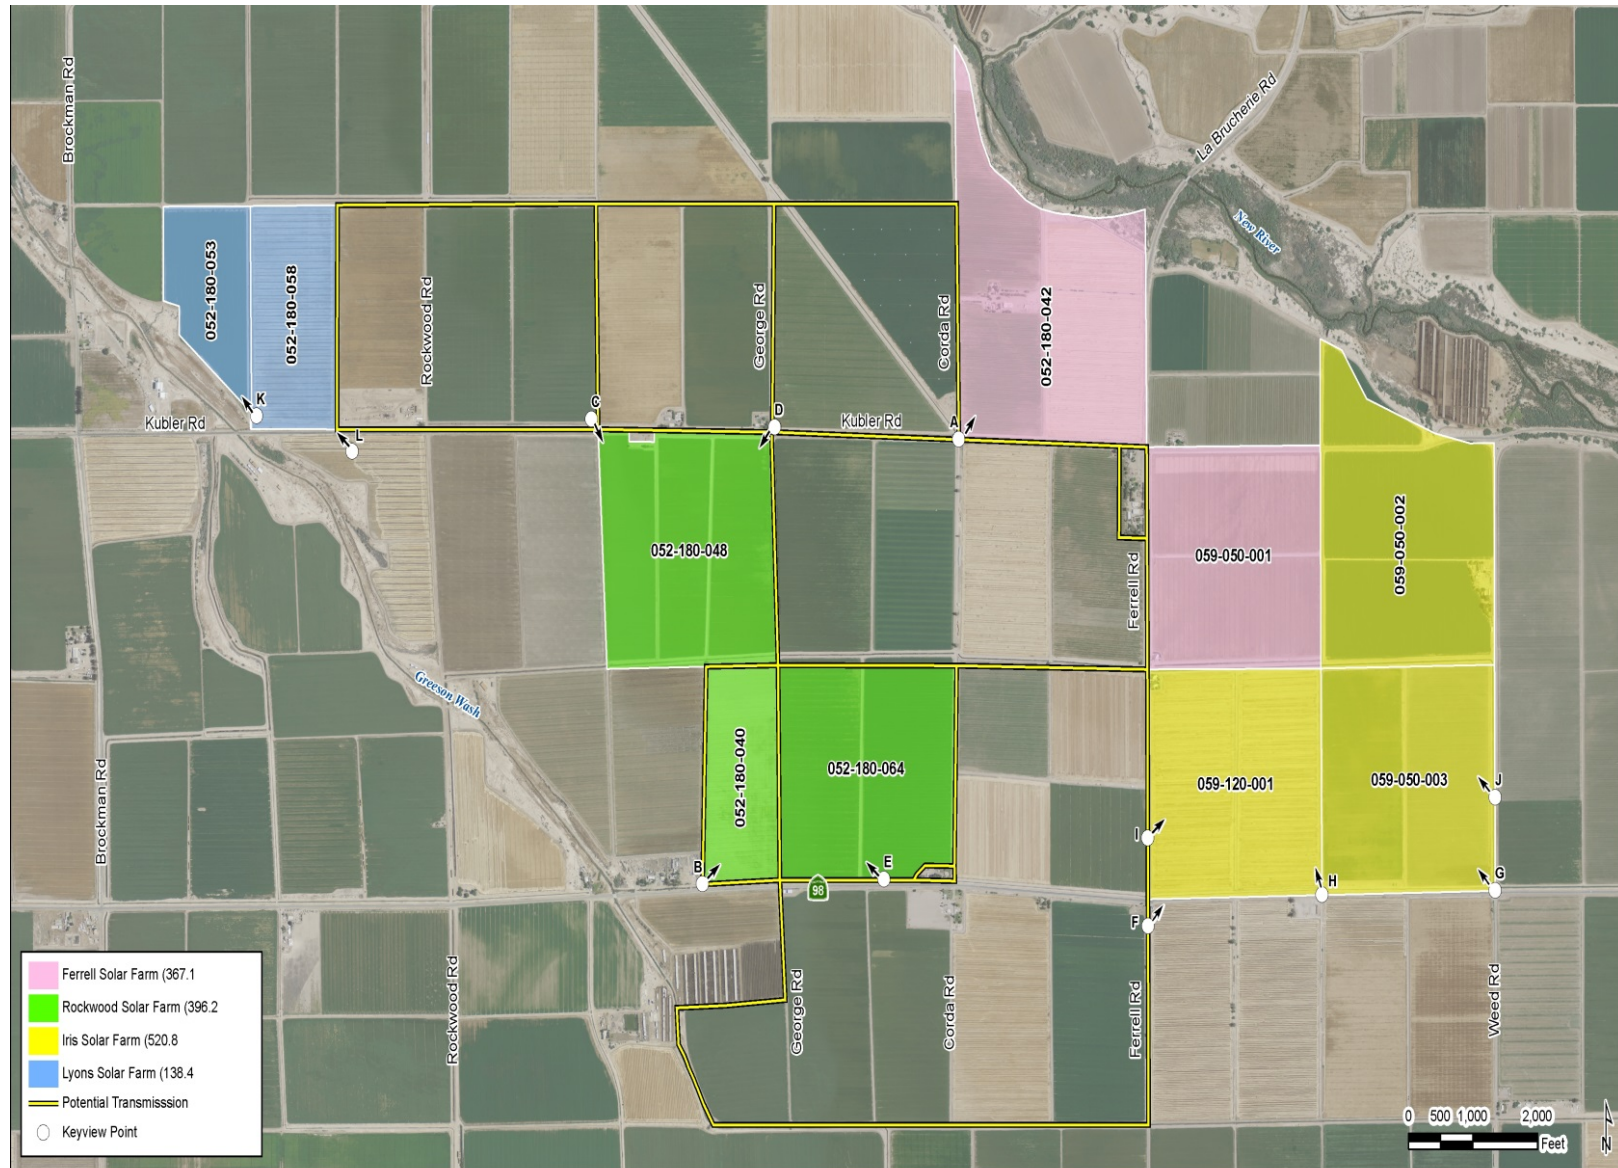 Brockman Rd
La Brucherie Rd
New River
052-180-053
052-180-058
Rockwood Rd
George Rd
Corda Rd
052-180-042
K
Kubler Rd
L
C
D
Kubler Rd
A
052-180-048
Ferrell Rd
059-050-001
059-050-002
Greeson Wash
Brockman Rd
052-180-040
052-180-064
059-120-001
059-050-003
J
I
B
E
98
H
G
F
Rockwood Rd
George Rd
Corda Rd
Ferrell Rd
Weed Rd
Ferrell Solar Farm (367.1
Rockwood Solar Farm (396.2
Iris Solar Farm (520.8
Lyons Solar Farm (138.4
Potential Transmisssion
Keyview Point
0 500 1,000 2,000
Feet
N